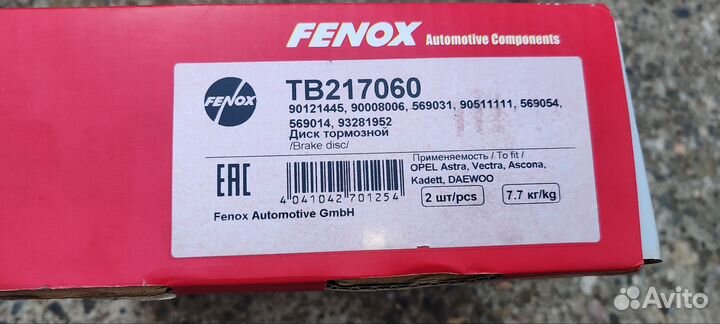 FENOX Automotive Components
FENOX
TB217060
90121445, 90008006, 569031, 90511111, 569054,
569014, 93281952
Диск тормозной
/Brake disc/
Применяемость / To fit /
OPEL Astra, Vectra, Ascona,
Kadett, DAEWOO
EAC
4 041042 701254
2 шт/pcs
7.7 кг/kg
Fenox Automotive GmbH
Avito